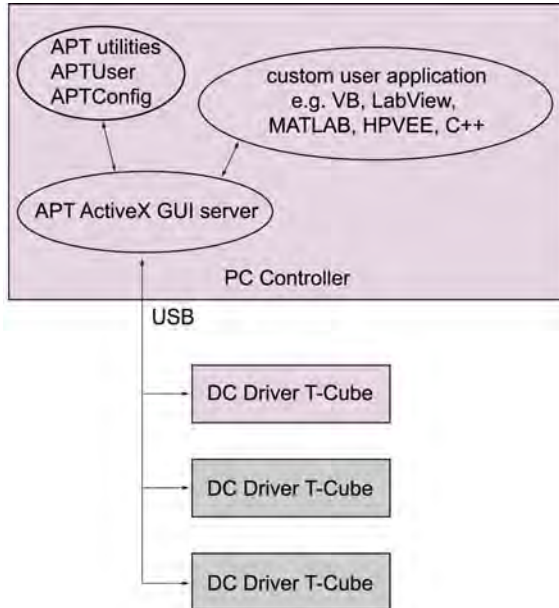 APT utilities
APTUser
APTConfig
custom user application
e.g. VB, LabView,
MATLAB, HPVEE, C++
APT ActiveX GUI server
PC Controller
USB
DC Driver T-Cube
DC Driver T-Cube
DC Driver T-Cube